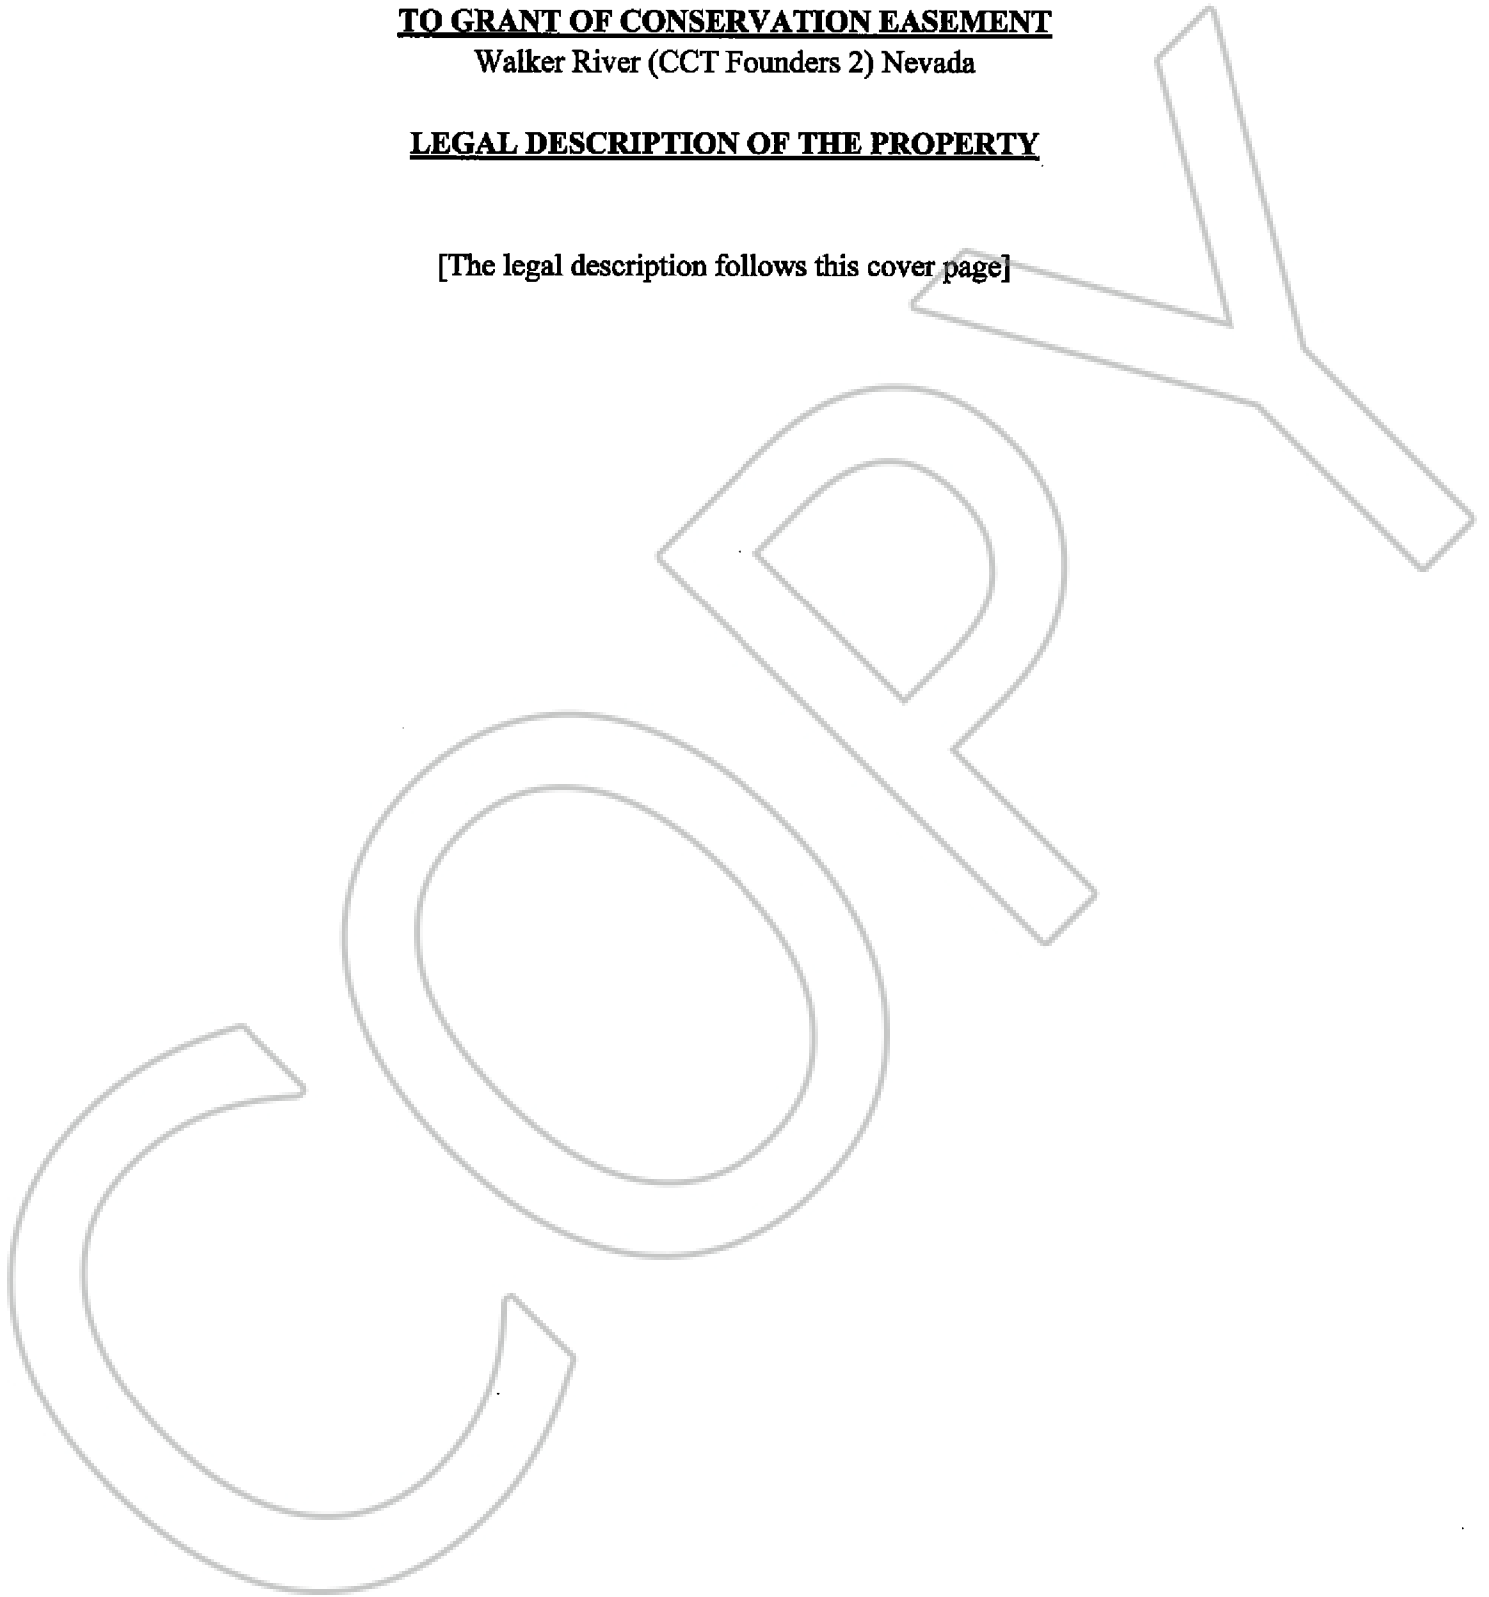 TO GRANT OF CONSERVATION EASEMENT
Walker River (CCT Founders 2) Nevada
LEGAL DESCRIPTION OF THE PROPERTY
[The legal description follows this cover page]
COPY